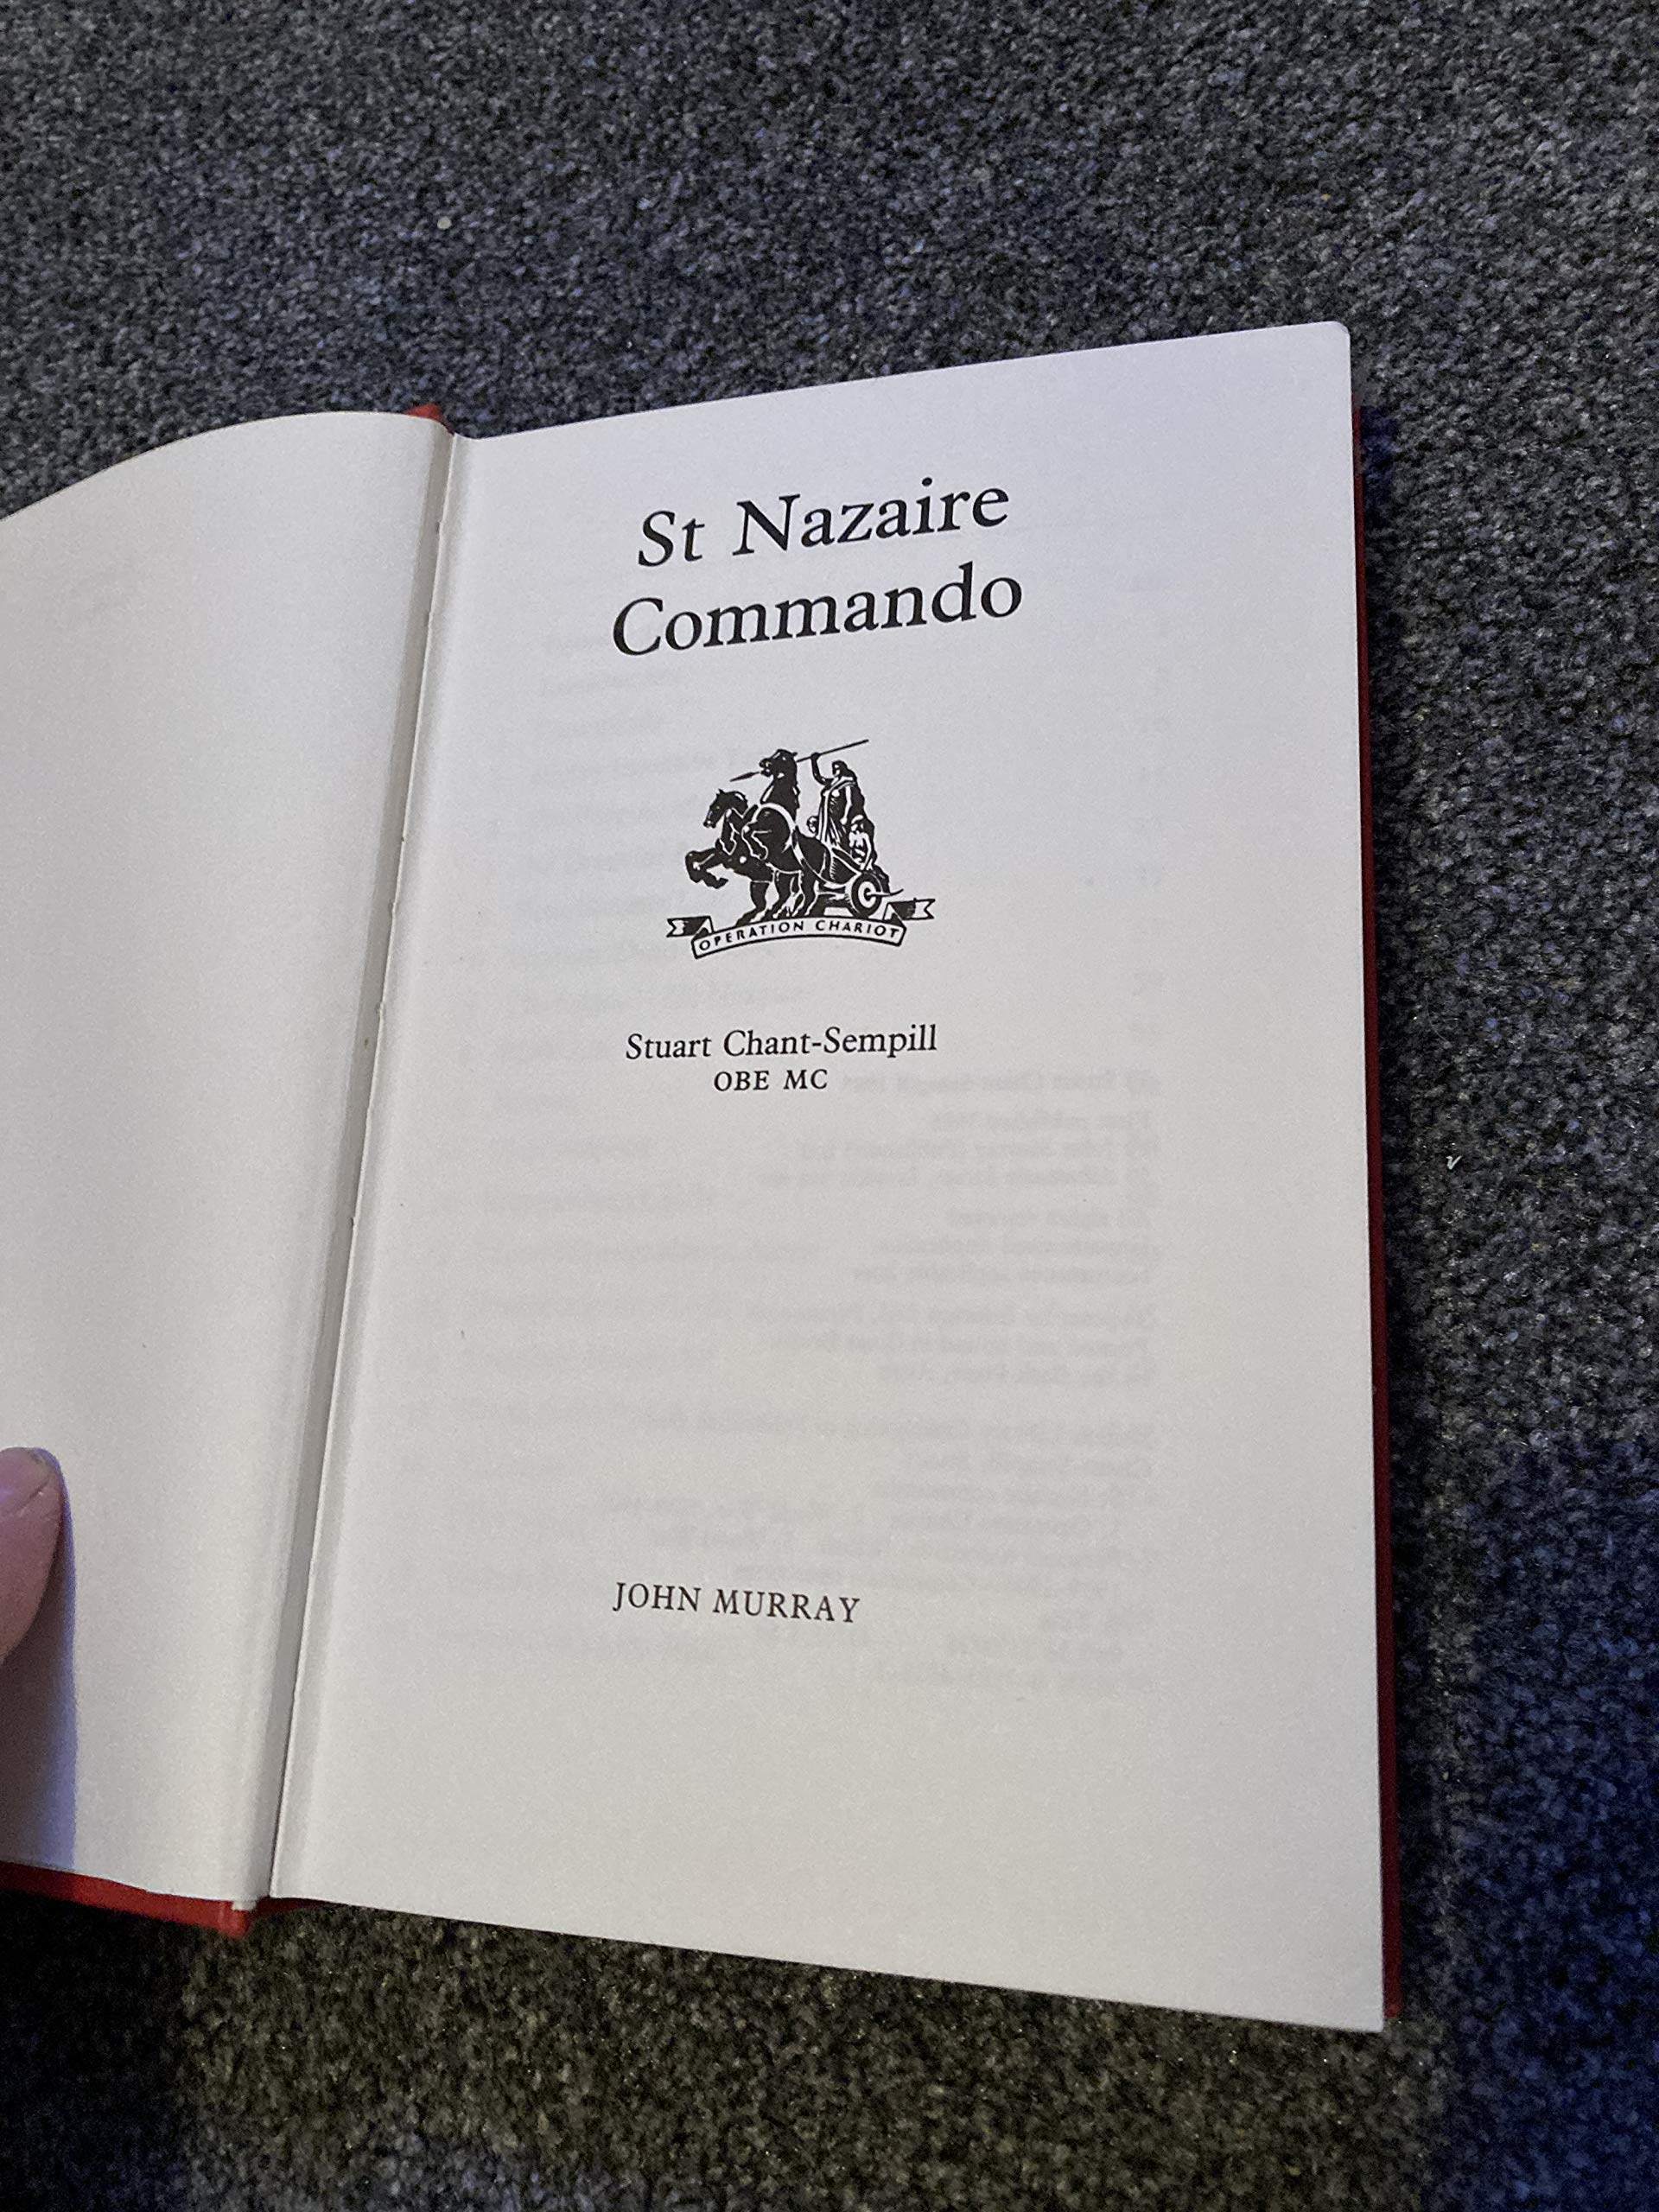 St Nazaire
Commando
OPERATION CHARIOT
Stuart Chant-Sempill
OBE MC
JOHN MURRAY